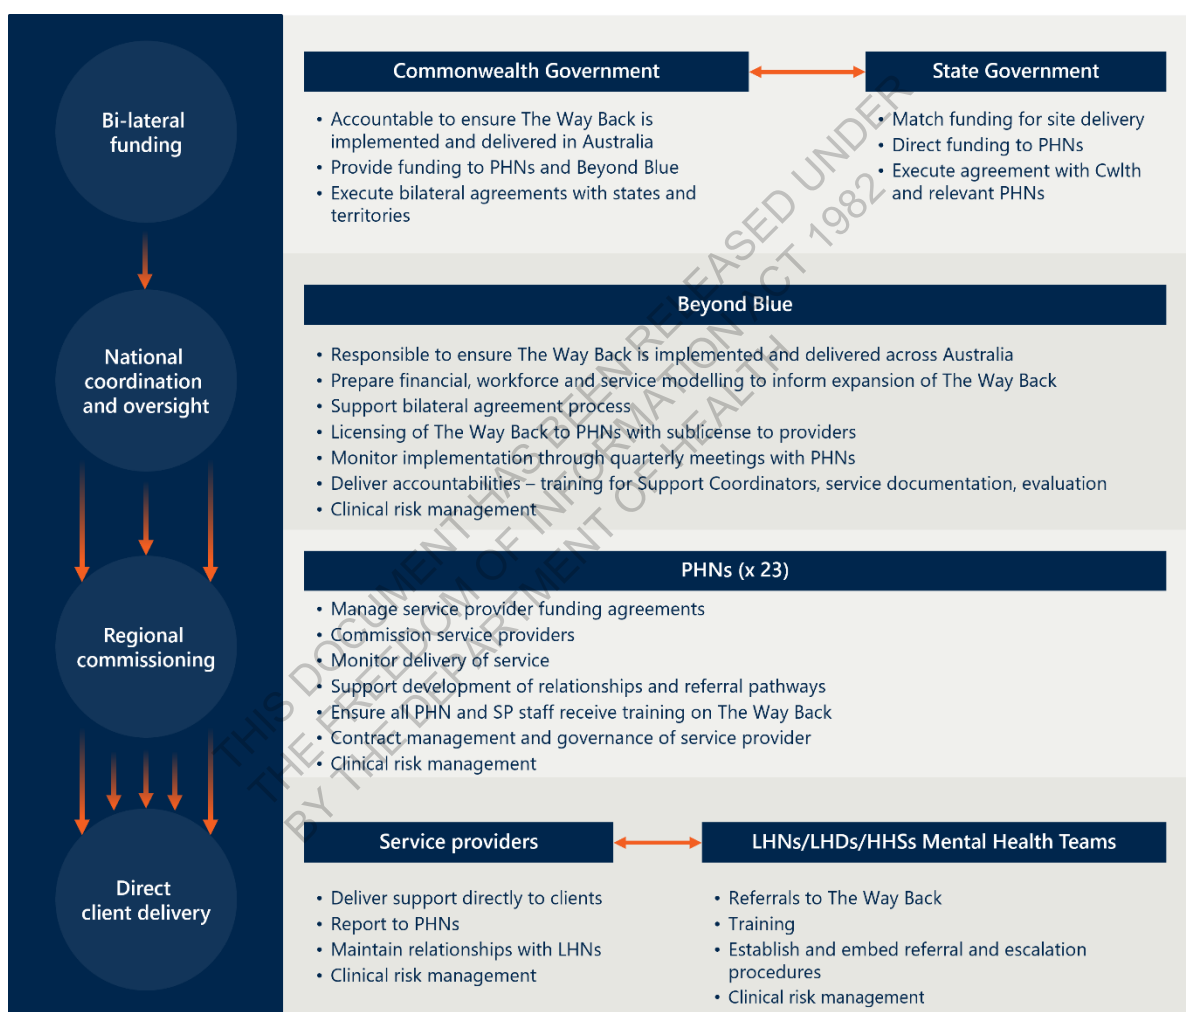 Bi-lateral
funding
Commonwealth Government
• Accountable to ensure The Way Back is
implemented and delivered in Australia
• Provide funding to PHNs and Beyond Blue
• Execute bilateral agreements with states and
territories
State Government
• Match funding for site delivery
• Direct funding to PHNs
• Execute agreement with Cwlth
and relevant PHNs
National
coordination
and oversight
Beyond Blue
• Responsible to ensure The Way Back is implemented and delivered across Australia
• Prepare financial, workforce and service modelling to inform expansion of The Way Back
• Support bilateral agreement process
• Licensing of The Way Back to PHNs with sublicense to providers
• Monitor implementation through quarterly meetings with PHNs
• Deliver accountabilities – training for Support Coordinators, service documentation, evaluation
• Clinical risk management
Regional
commissioning
PHNs (x 23)
• Manage service provider funding agreements
• Commission service providers
• Monitor delivery of service
• Support development of relationships and referral pathways
• Ensure all PHN and SP staff receive training on The Way Back
• Contract management and governance of service provider
• Clinical risk management
Direct
client delivery
Service providers
• Deliver support directly to clients
• Report to PHNs
• Maintain relationships with LHNs
• Clinical risk management
LHNs/LHDs/HHSs Mental Health Teams
• Referrals to The Way Back
• Training
• Establish and embed referral and escalation
procedures
• Clinical risk management
THIS DOCUMENT HAS BEEN RELEASED UNDER
THE FREEDOM OF INFORMATION ACT 1982
BY THE DEPARTMENT OF HEALTH